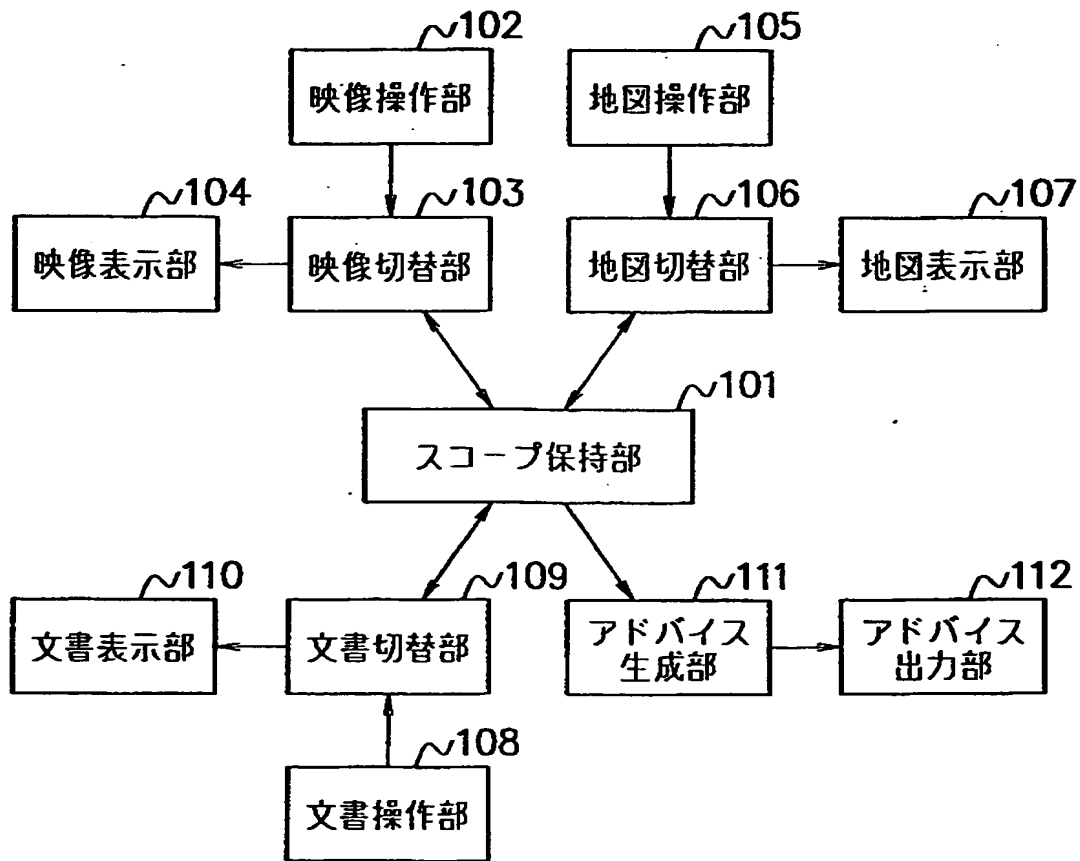 102
105
映像操作部
地図操作部
104
103
106
107
映像表示部
映像切替部
地図切替部
地図表示部
101
スコープ保持部
110
109
111
112
文書表示部
文書切替部
アドバイス
生成部
アドバイス
出力部
108
文書操作部